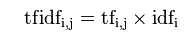 tfidf_{i,j} = tf_{i,j} × idf_i